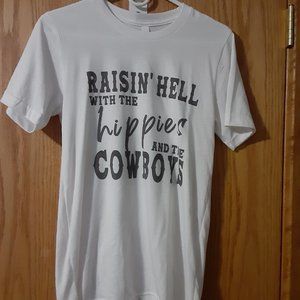 RAISIN' HELL
WITH THE
hippies
AND THE
COWBOYS